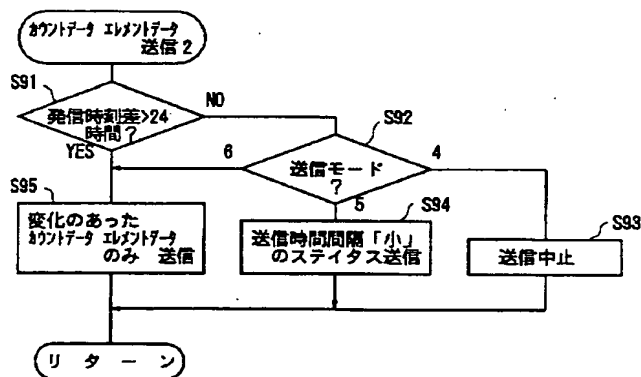 カウントデータ エレメントデータ
送信2
S91
発信時刻差>24
時間?
NO
YES
S92
送信モード
?
6
4
5
S95
変化のあった
カウントデータ エレメントデータ
のみ 送信
S94
送信時間間隔「小」
のステイタス送信
S93
送信中止
リターン